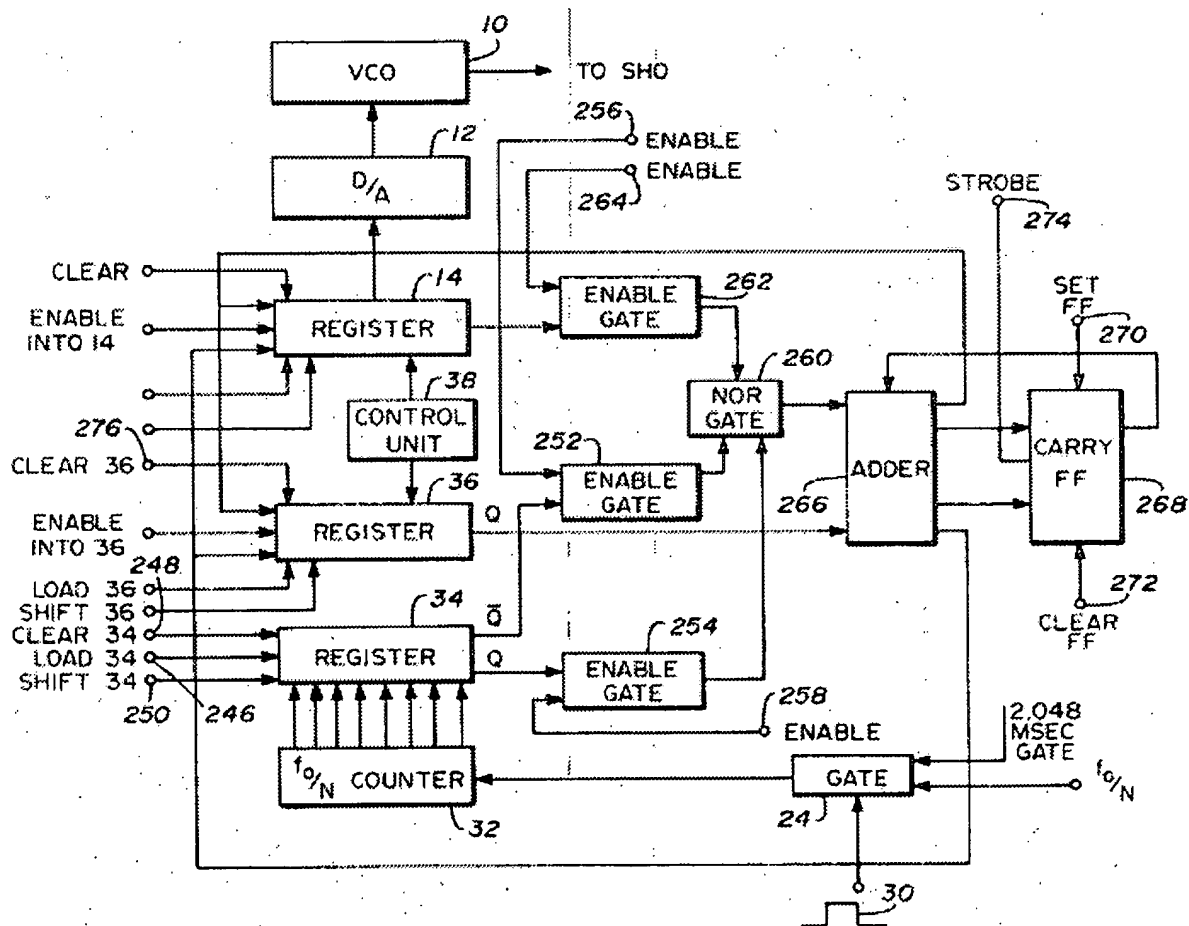 10
VCO
TO SHO
256
ENABLE
12
ENABLE
D/A
264
STROBE
274
CLEAR
14
262
ENABLE
GATE
SET
FF
270
ENABLE
INTO 14
REGISTER
260
NOR
GATE
38
CONTROL
UNIT
276
CLEAR 36
252
ENABLE
GATE
ADDER
266
CARRY
FF
268
36
REGISTER
Q
ENABLE
INTO 36
248
LOAD 36
SHIFT 36
CLEAR 34
LOAD 34
SHIFT 34
250
246
34
REGISTER
Q̅
Q
254
ENABLE
GATE
272
CLEAR
FF
258
ENABLE
2.048
MSEC
GATE
fo/N COUNTER
32
GATE
24
fo/N
30